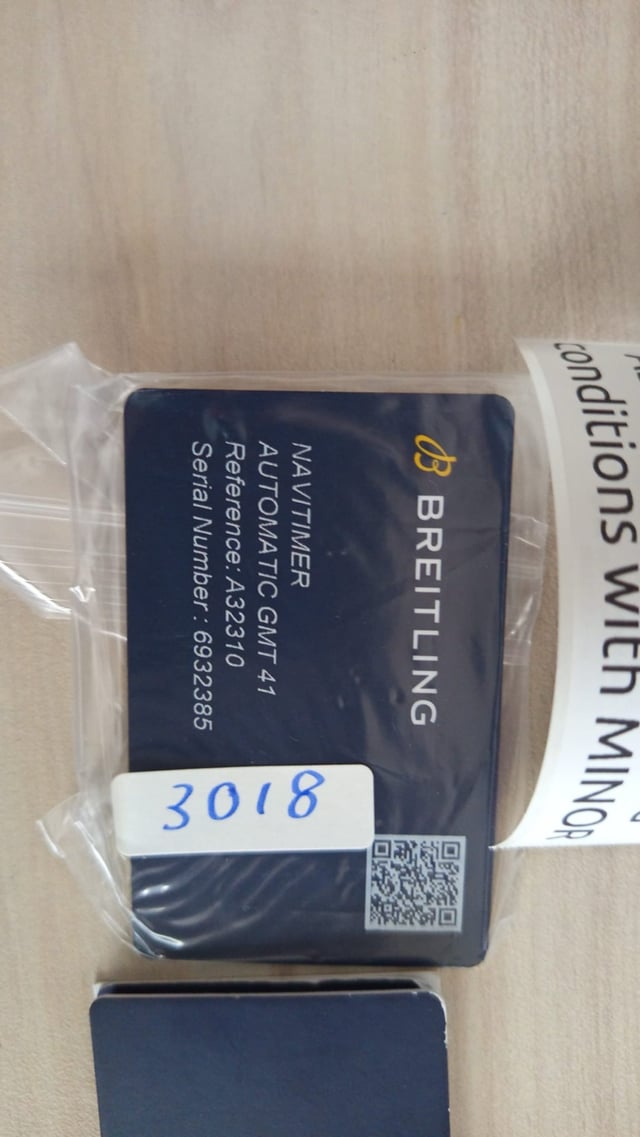 BREITLING
NAVITIMER
AUTOMATIC GMT 41
Reference: A32310
Serial Number : 6932385
3018
conditions with MINOR